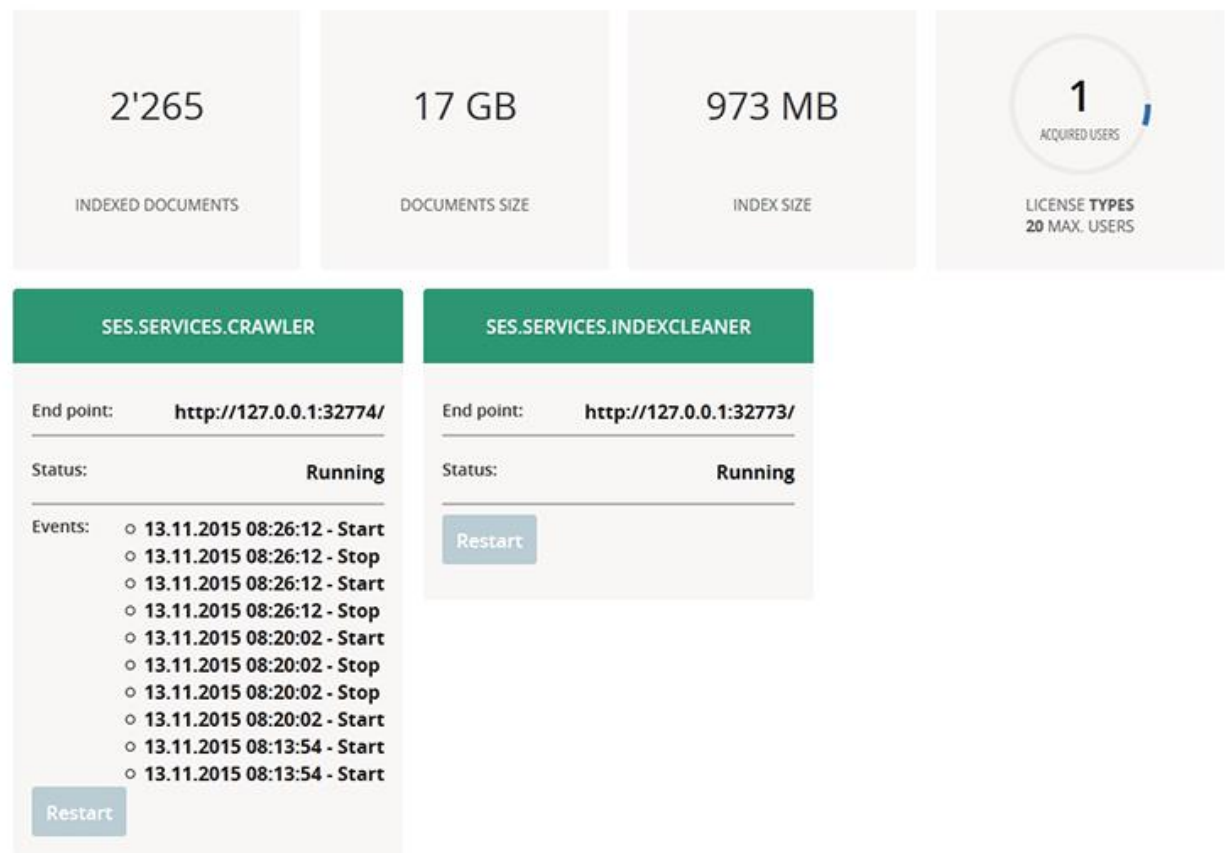 2'265
INDEXED DOCUMENTS
17 GB
DOCUMENTS SIZE
973 MB
INDEX SIZE
1
ACQUIRED USERS
LICENSE TYPES
20 MAX. USERS
SES.SERVICES.CRAWLER
End point: http://127.0.0.1:32774/
Status: Running
Events: 13.11.2015 08:26:12 - Start
13.11.2015 08:26:12 - Stop
13.11.2015 08:26:12 - Start
13.11.2015 08:26:12 - Stop
13.11.2015 08:20:02 - Start
13.11.2015 08:20:02 - Stop
13.11.2015 08:20:02 - Stop
13.11.2015 08:20:02 - Start
13.11.2015 08:13:54 - Start
13.11.2015 08:13:54 - Start
Restart
SES.SERVICES.INDEXCLEANER
End point: http://127.0.0.1:32773/
Status: Running
Restart